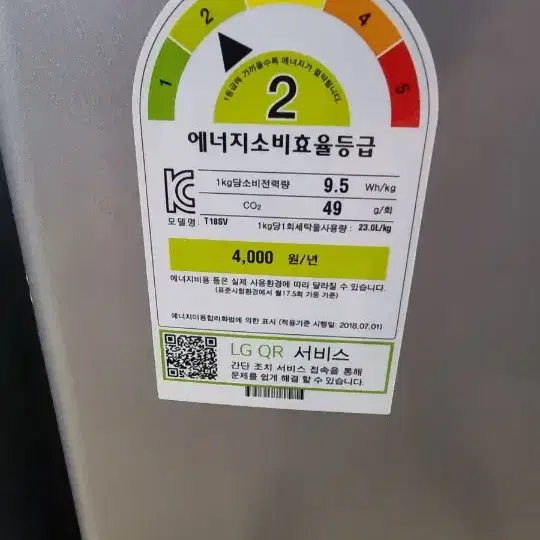 1 2 4 5
1등급에 가까울수록 에너지가 절약됩니다.
2
에너지소비효율등급
1kg당소비전력량 9.5 Wh/kg
CO₂ 49 g/회
모델명 : T18SV 1kg당1회세탁물사용량 : 23.0L/kg
4,000 원/년
에너지비용 등은 실제 사용환경에 따라 달라질 수 있습니다.
(표준시험환경에서 월17.5회 가동 기준)
에너지이용합리화법에 의한 표시 (적용기준 시행일: 2018.07.01)
LG QR 서비스
간단 조치 서비스 접속을 통해
문제를 쉽게 해결 할 수 있습니다.